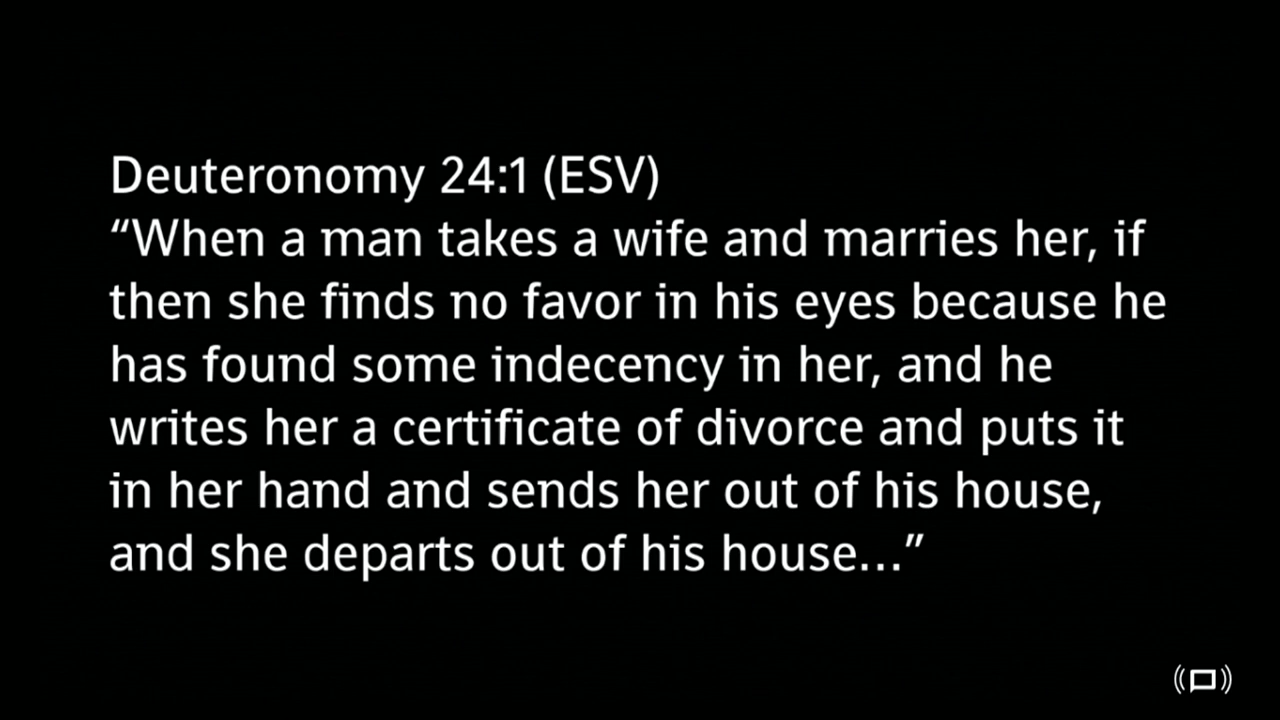 Deuteronomy 24:1 (ESV)
“When a man takes a wife and marries her, if
then she finds no favor in his eyes because he
has found some indecency in her, and he
writes her a certificate of divorce and puts it
in her hand and sends her out of his house,
and she departs out of his house...”